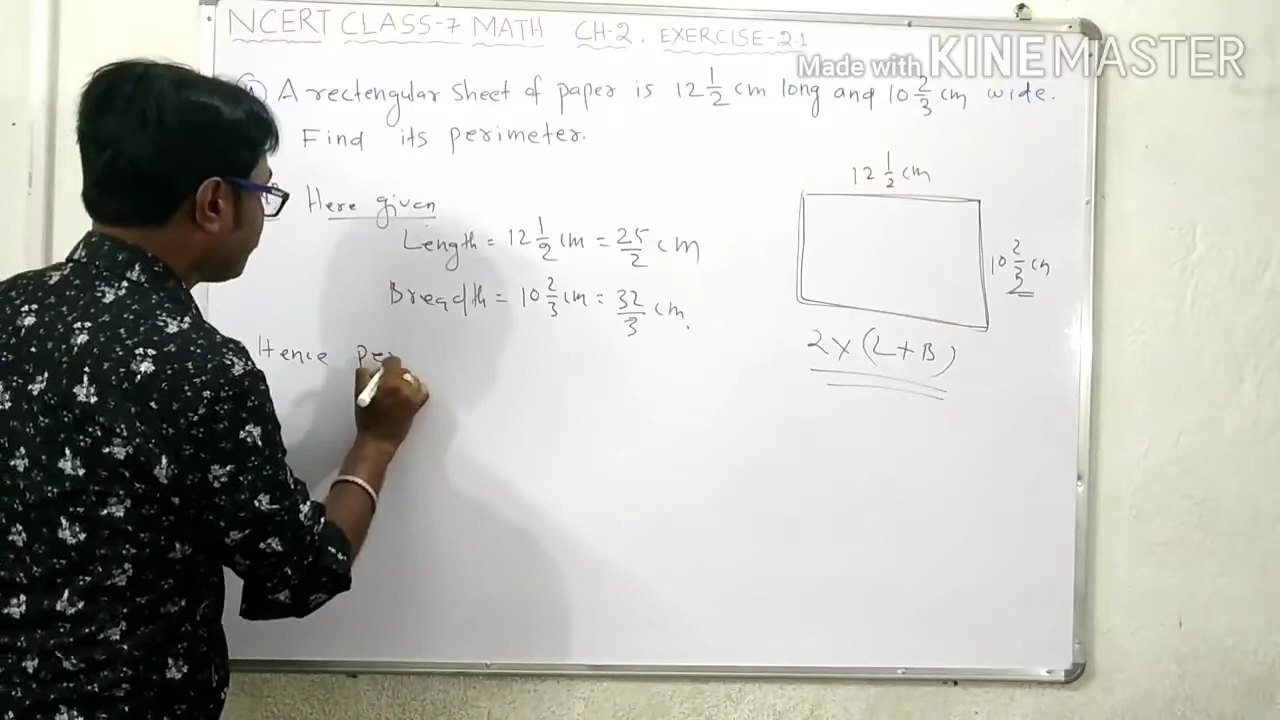 NCERT CLASS-7 MATH CH-2. EXERCISE-2.1
Made with KINEMASTER
A rectengular sheet of paper is 12 1/2 cm long and 10 2/3 cm wide.
Find its perimeter.
12 1/2 cm
Here given
Length = 12 1/2 cm = 25/2 cm
10 2/3 cm
Breadth = 10 2/3 cm = 32/3 cm.
2 × (L+B)
Hence per